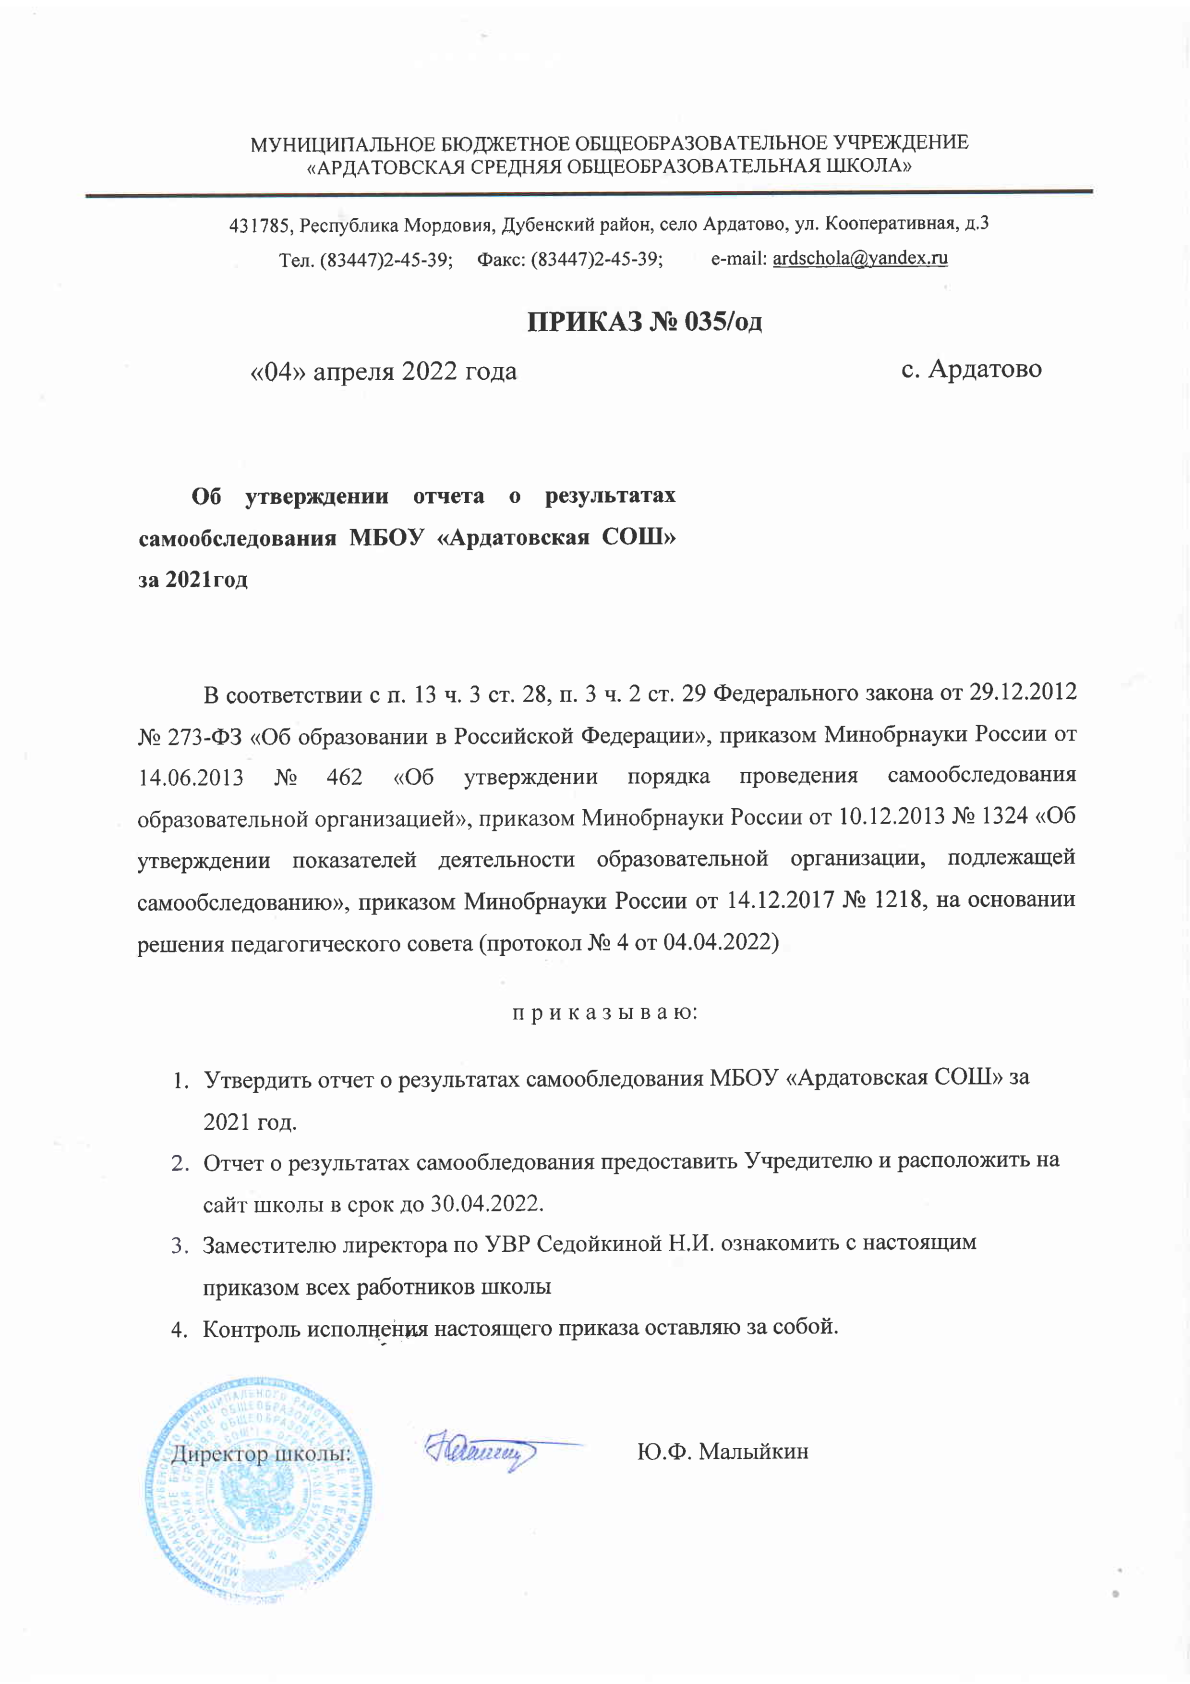 МУНИЦИПАЛЬНОЕ БЮДЖЕТНОЕ ОБЩЕОБРАЗОВАТЕЛЬНОЕ УЧРЕЖДЕНИЕ
«АРДАТОВСКАЯ СРЕДНЯЯ ОБЩЕОБРАЗОВАТЕЛЬНАЯ ШКОЛА»
431785, Республика Мордовия, Дубенский район, село Ардатово, ул. Кооперативная, д.3
Тел. (83447)2-45-39; Факс: (83447)2-45-39; e-mail: ardschola@yandex.ru
ПРИКАЗ № 035/од
«04» апреля 2022 года с. Ардатово
Об утверждении отчета о результатах
самообследования МБОУ «Ардатовская СОШ»
за 2021год
В соответствии с п. 13 ч. 3 ст. 28, п. 3 ч. 2 ст. 29 Федерального закона от 29.12.2012
№ 273-ФЗ «Об образовании в Российской Федерации», приказом Минобрнауки России от
14.06.2013 № 462 «Об утверждении порядка проведения самообследования
образовательной организацией», приказом Минобрнауки России от 10.12.2013 № 1324 «Об
утверждении показателей деятельности образовательной организации, подлежащей
самообследованию», приказом Минобрнауки России от 14.12.2017 № 1218, на основании
решения педагогического совета (протокол № 4 от 04.04.2022)
п р и к а з ы в а ю:
1. Утвердить отчет о результатах самообледования МБОУ «Ардатовская СОШ» за
2021 год.
2. Отчет о результатах самообледования предоставить Учредителю и расположить на
сайт школы в срок до 30.04.2022.
3. Заместителю лиректора по УВР Седойкиной Н.И. ознакомить с настоящим
приказом всех работников школы
4. Контроль исполнения настоящего приказа оставляю за собой.
Директор школы: Ю.Ф. Малыйкин